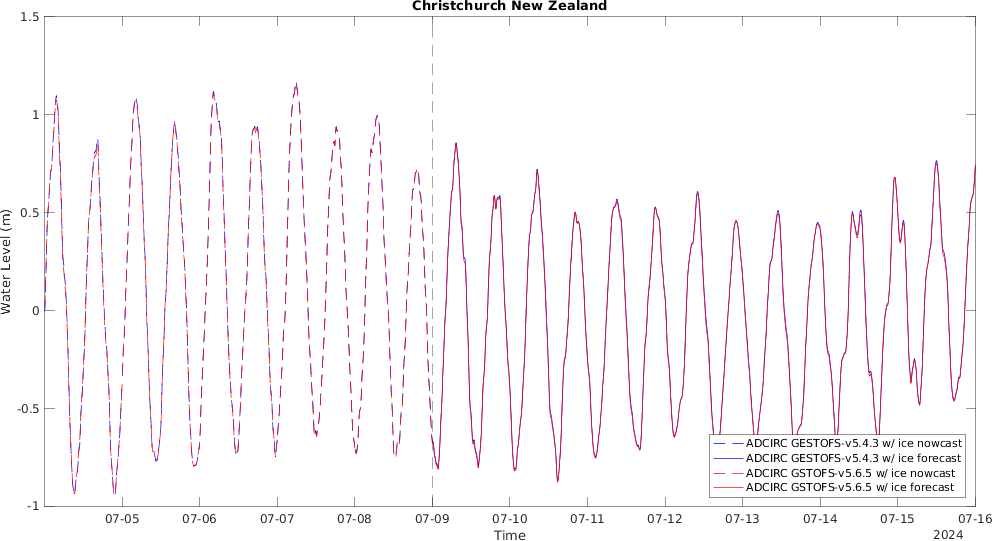 Christchurch New Zealand
Water Level (m)
1.5
1
0.5
0
-0.5
-1
07-05
07-06
07-07
07-08
07-09
07-10
07-11
07-12
07-13
07-14
07-15
07-16
Time
2024
ADCIRC GESTOFS-v5.4.3 w/ ice nowcast
ADCIRC GESTOFS-v5.4.3 w/ ice forecast
ADCIRC GSTOFS-v5.6.5 w/ ice nowcast
ADCIRC GSTOFS-v5.6.5 w/ ice forecast